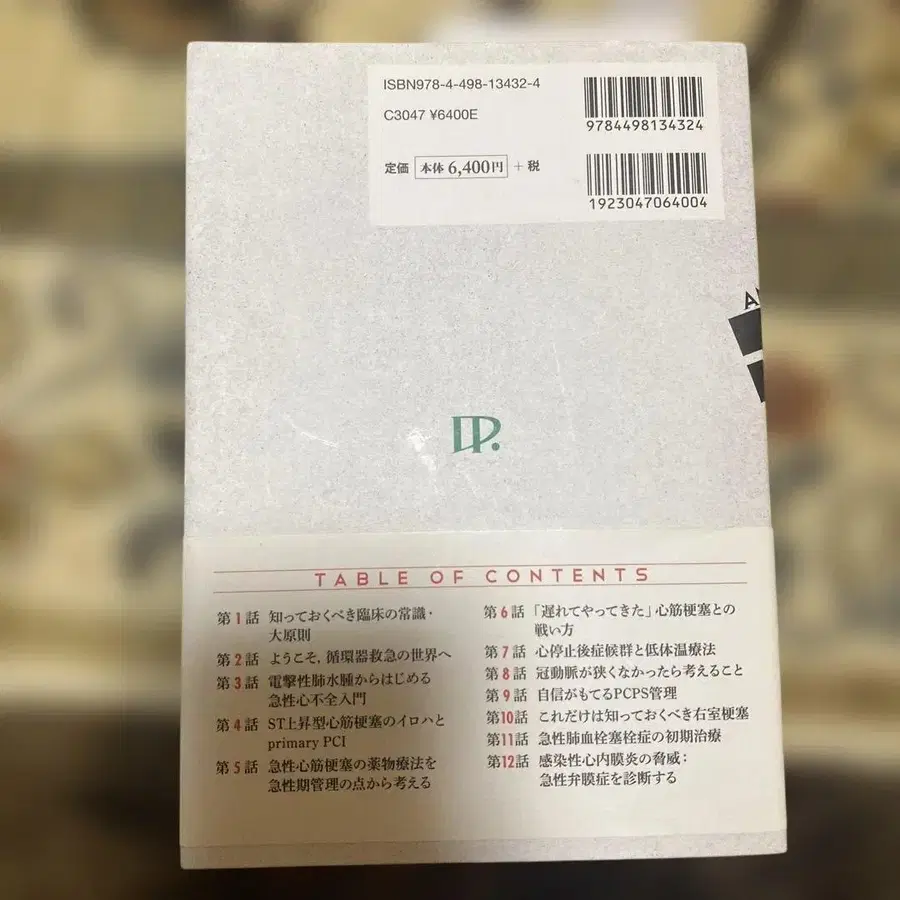 ISBN978-4-498-13432-4
C3047 ¥6400E
9784498134324
定価 本体 6,400円 + 税
1923047064004
TABLE OF CONTENTS
第1話 知っておくべき臨床の常識・
大原則
第2話 ようこそ,循環器救急の世界へ
第3話 電撃性肺水腫からはじめる
急性心不全入門
第4話 ST上昇型心筋梗塞のイロハと
primary PCI
第5話 急性心筋梗塞の薬物療法を
急性期管理の点から考える
第6話 「遅れてやってきた」心筋梗塞との
戦い方
第7話 心停止後症候群と低体温療法
第8話 冠動脈が狭くなかったら考えること
第9話 自信がもてるPCPS管理
第10話 これだけは知っておくべき右室梗塞
第11話 急性肺血栓塞栓症の初期治療
第12話 感染性心内膜炎の脅威:
急性弁膜症を診断する